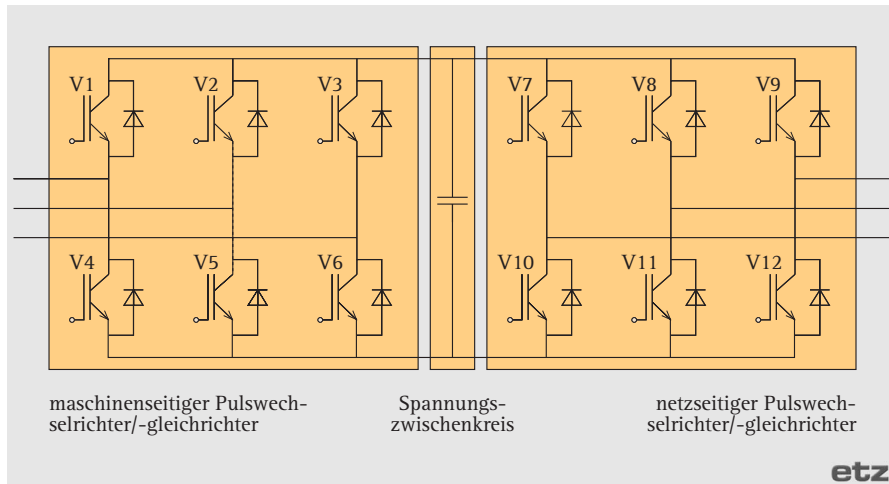 V1 V2 V3 V7 V8 V9
V4 V5 V6 V10 V11 V12
maschinenseitiger Pulswech-
selrichter/-gleichrichter
Spannungs-
zwischenkreis
netzseitiger Pulswech-
selrichter/-gleichrichter
etz